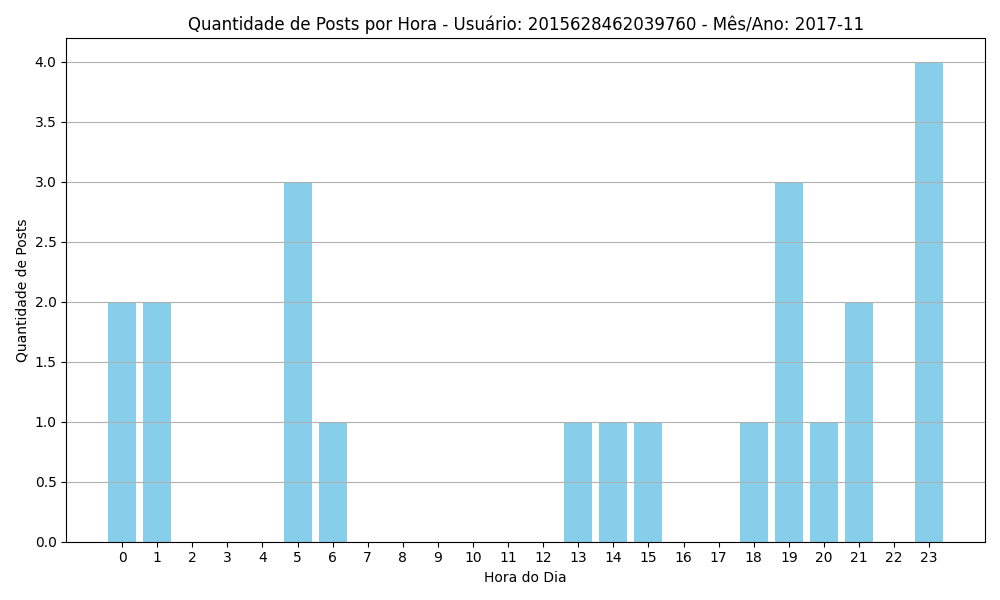 Quantidade de Posts por Hora - Usuário: 2015628462039760 - Mês/Ano: 2017-11
Quantidade de Posts
4.0
3.5
3.0
2.5
2.0
1.5
1.0
0.5
0.0
0 1 2 3 4 5 6 7 8 9 10 11 12 13 14 15 16 17 18 19 20 21 22 23
Hora do Dia